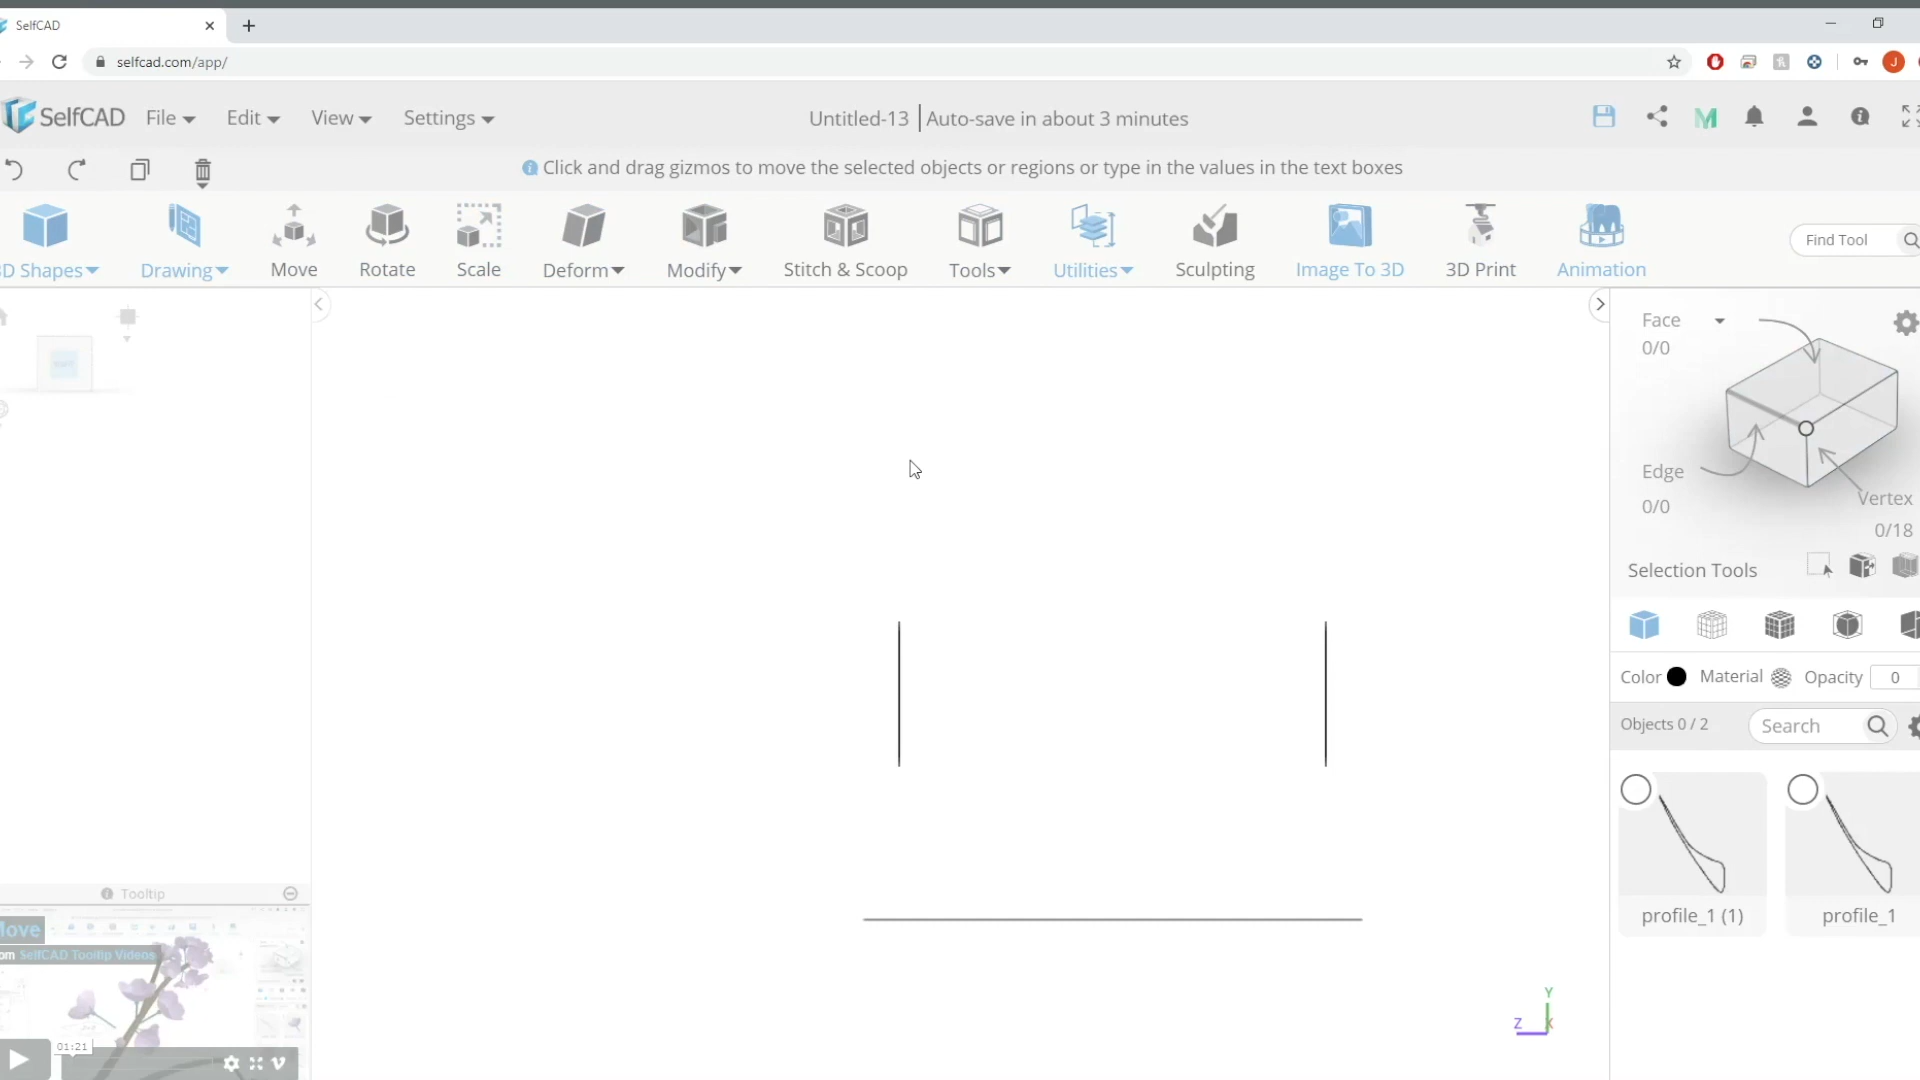 SelfCAD
selfcad.com/app/
J
SelfCAD File Edit View Settings Untitled-13 Auto-save in about 3 minutes
Click and drag gizmos to move the selected objects or regions or type in the values in the text boxes
D Shapes Drawing Move Rotate Scale Deform Modify Stitch & Scoop Tools Utilities Sculpting Image To 3D 3D Print Animation Find Tool
Face
0/0
Edge
0/0
Vertex
0/18
Selection Tools
Color Material Opacity 0
Objects 0 / 2 Search
profile_1 (1) profile_1
Tooltip
Move
om SelfCAD Tooltip Videos
01:21
Y
Z X